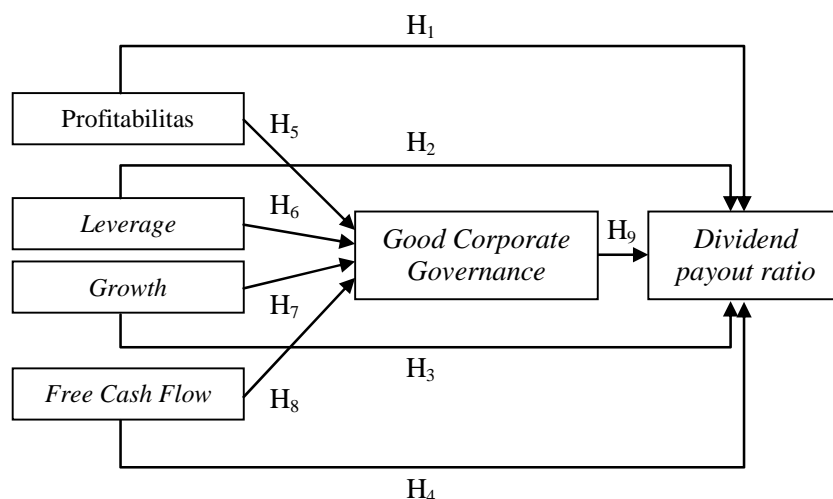 H₁
Profitabilitas
H₅
H₂
Leverage
H₆
Good Corporate
Governance
H₉
Dividend
payout ratio
Growth
H₇
H₃
Free Cash Flow
H₈
H₄